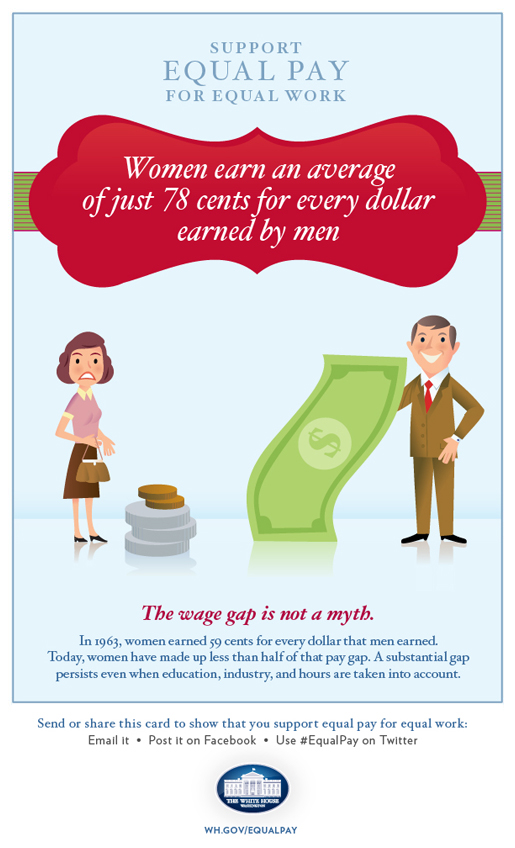 SUPPORT
EQUAL PAY
FOR EQUAL WORK
Women earn an average
of just 78 cents for every dollar
earned by men
$
The wage gap is not a myth.
In 1963, women earned 59 cents for every dollar that men earned.
Today, women have made up less than half of that pay gap. A substantial gap
persists even when education, industry, and hours are taken into account.
Send or share this card to show that you support equal pay for equal work:
Email it • Post it on Facebook • Use #EqualPay on Twitter
THE WHITE HOUSE
WASHINGTON
WH.GOV/EQUALPAY